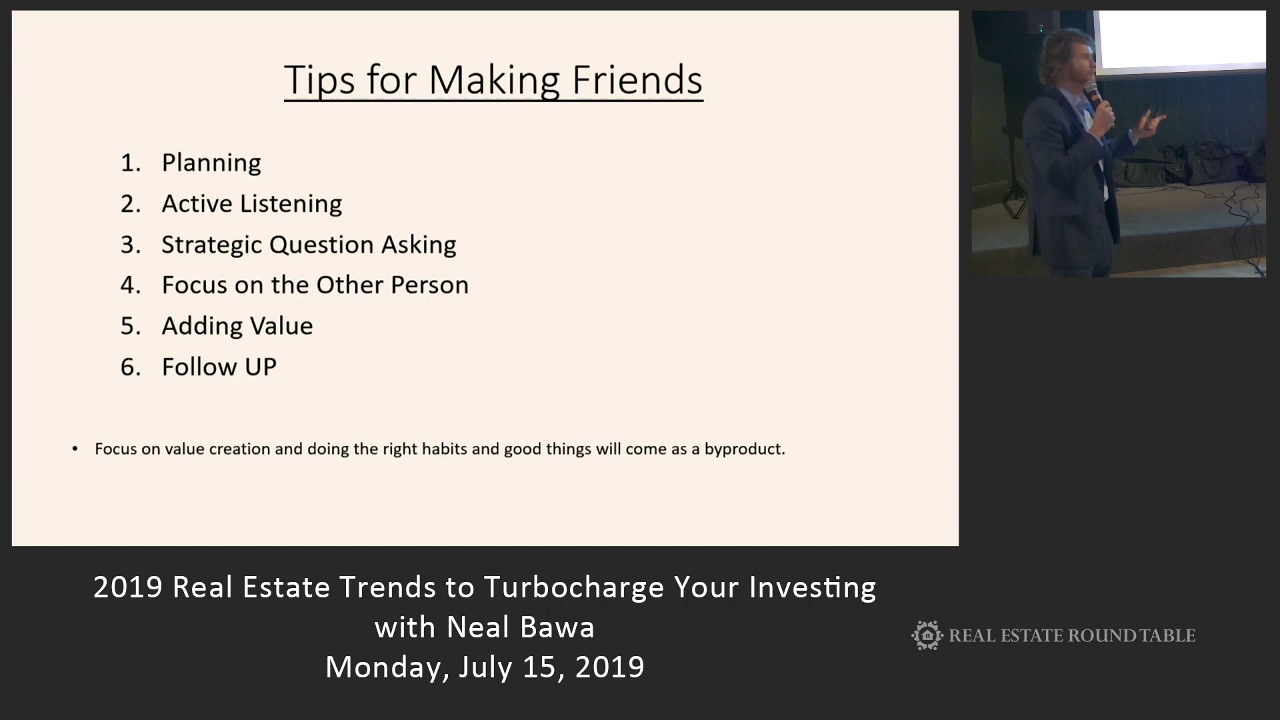 Tips for Making Friends
1. Planning
2. Active Listening
3. Strategic Question Asking
4. Focus on the Other Person
5. Adding Value
6. Follow UP
• Focus on value creation and doing the right habits and good things will come as a byproduct.
2019 Real Estate Trends to Turbocharge Your Investing
with Neal Bawa
Monday, July 15, 2019
REAL ESTATE ROUND TABLE